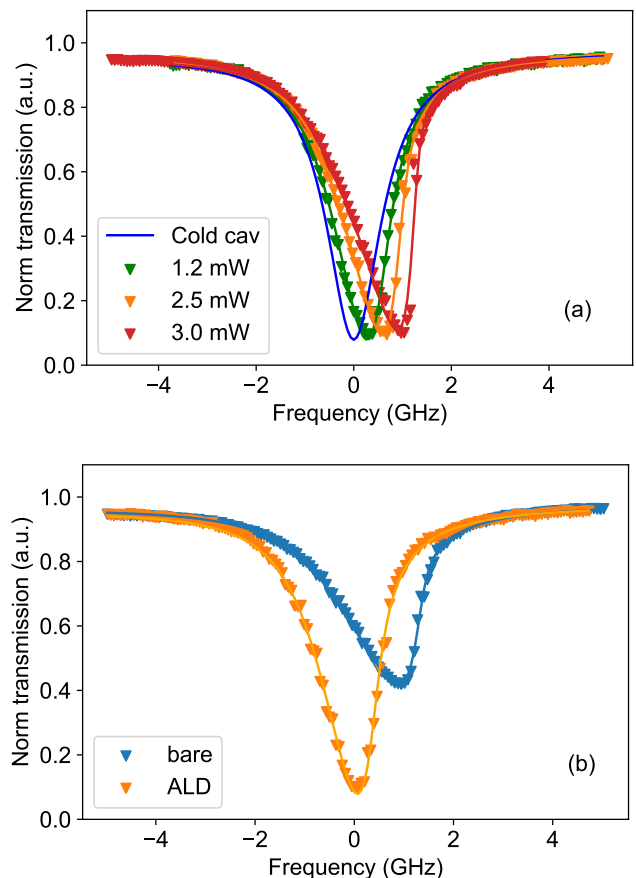 1.0
0.8
0.6
0.4
0.2
0.0
Norm transmission (a.u.)
Cold cav
1.2 mW
2.5 mW
3.0 mW
(a)
−4 −2 0 2 4
Frequency (GHz)
1.0
0.8
0.6
0.4
0.2
0.0
Norm transmission (a.u.)
bare
ALD
(b)
−4 −2 0 2 4
Frequency (GHz)